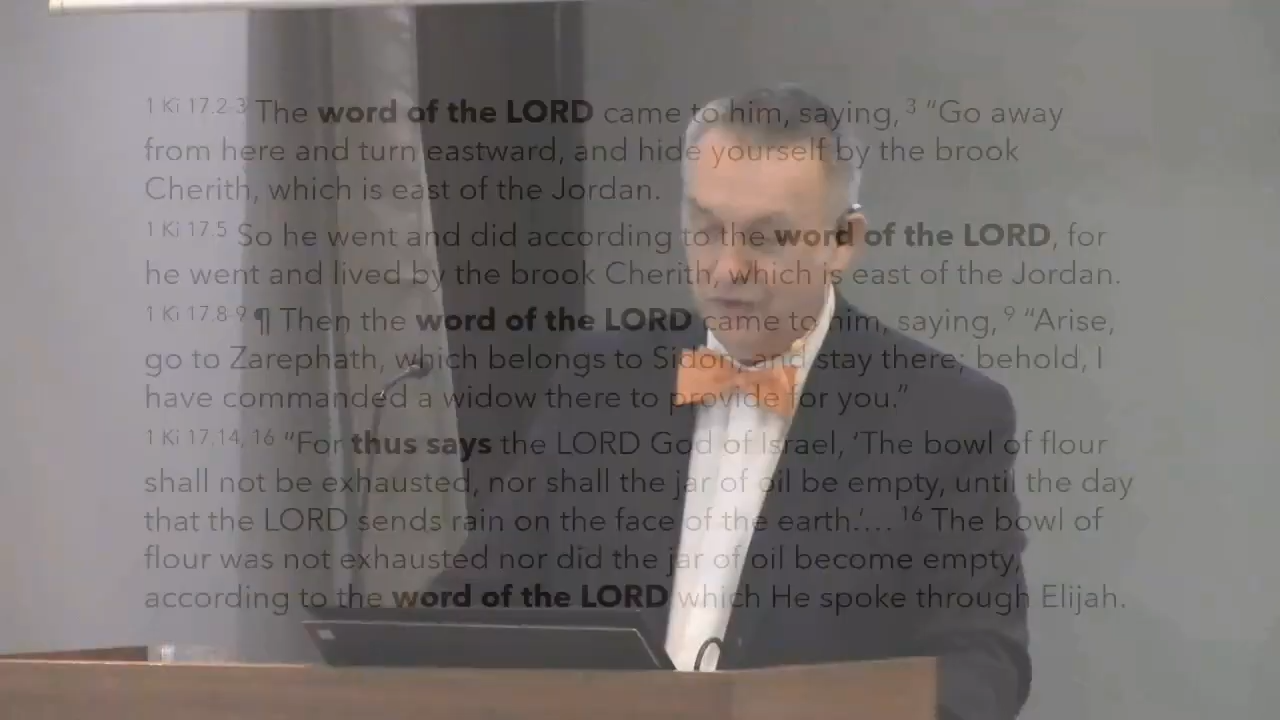 1 Ki 17.2-3 The word of the LORD came to him, saying, 3 “Go away
from here and turn eastward, and hide yourself by the brook
Cherith, which is east of the Jordan.
1 Ki 17.5 So he went and did according to the word of the LORD, for
he went and lived by the brook Cherith, which is east of the Jordan.
1 Ki 17.8-9 ¶ Then the word of the LORD came to him, saying, 9 “Arise,
go to Zarephath, which belongs to Sidon, and stay there; behold, I
have commanded a widow there to provide for you.”
1 Ki 17.14, 16 “For thus says the LORD God of Israel, ‘The bowl of flour
shall not be exhausted, nor shall the jar of oil be empty, until the day
that the LORD sends rain on the face of the earth.’… 16 The bowl of
flour was not exhausted nor did the jar of oil become empty,
according to the word of the LORD which He spoke through Elijah.